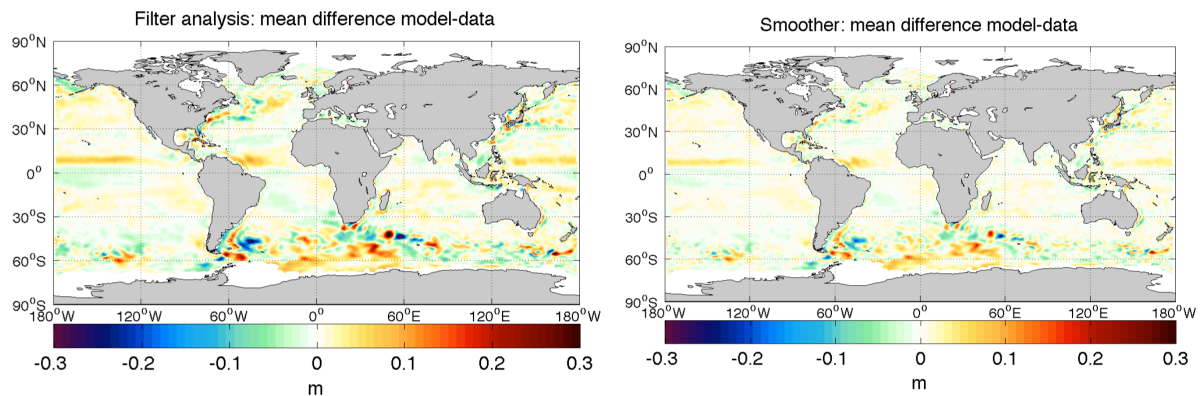 Filter analysis: mean difference model-data
90°N
60°N
30°N
0°
30°S
60°S
90°S
180°W 120°W 60°W 0° 60°E 120°E 180°W
-0.3 -0.2 -0.1 0 0.1 0.2 0.3
m
Smoother: mean difference model-data
90°N
60°N
30°N
0°
30°S
60°S
90°S
180°W 120°W 60°W 0° 60°E 120°E 180°W
-0.3 -0.2 -0.1 0 0.1 0.2 0.3
m